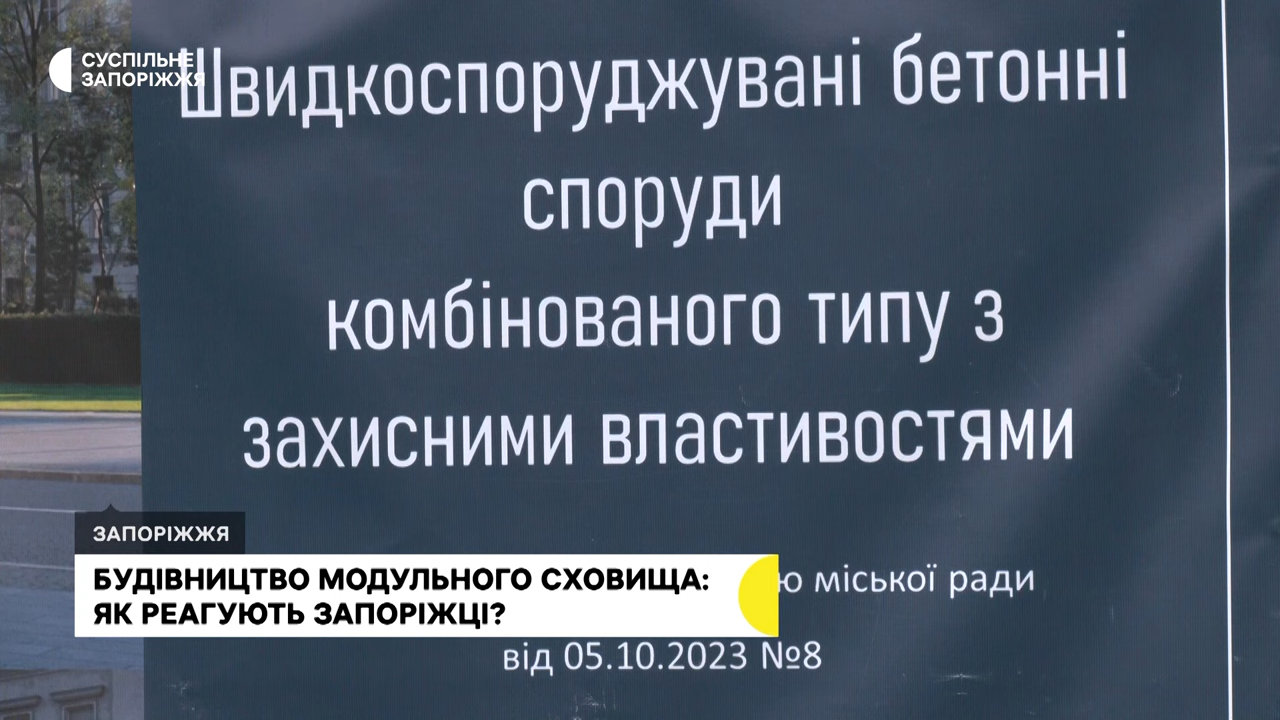 СУСПІЛЬНЕ
ЗАПОРІЖЖЯ
Швидкоспоруджувані бетонні
споруди
комбінованого типу з
захисними властивостями
ЗАПОРІЖЖЯ
БУДІВНИЦТВО МОДУЛЬНОГО СХОВИЩА:
ЯК РЕАГУЮТЬ ЗАПОРІЖЦІ?
міської ради
від 05.10.2023 №8